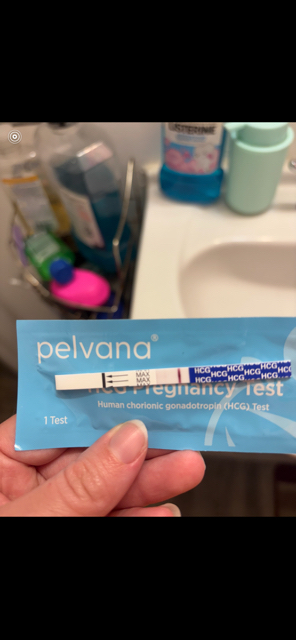 LISTERINE
pelvana®
MAX
MAX
MAX
HCG HCG HCG HCG
HCG HCG HCG HCG
HCG Pregnancy Test
Human chorionic gonadotropin (HCG) Test
1 Test